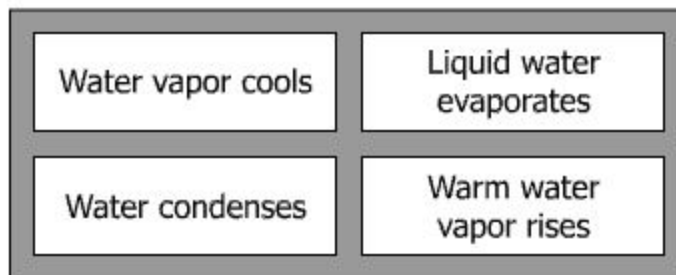 Water vapor cools
Liquid water
evaporates
Water condenses
Warm water
vapor rises